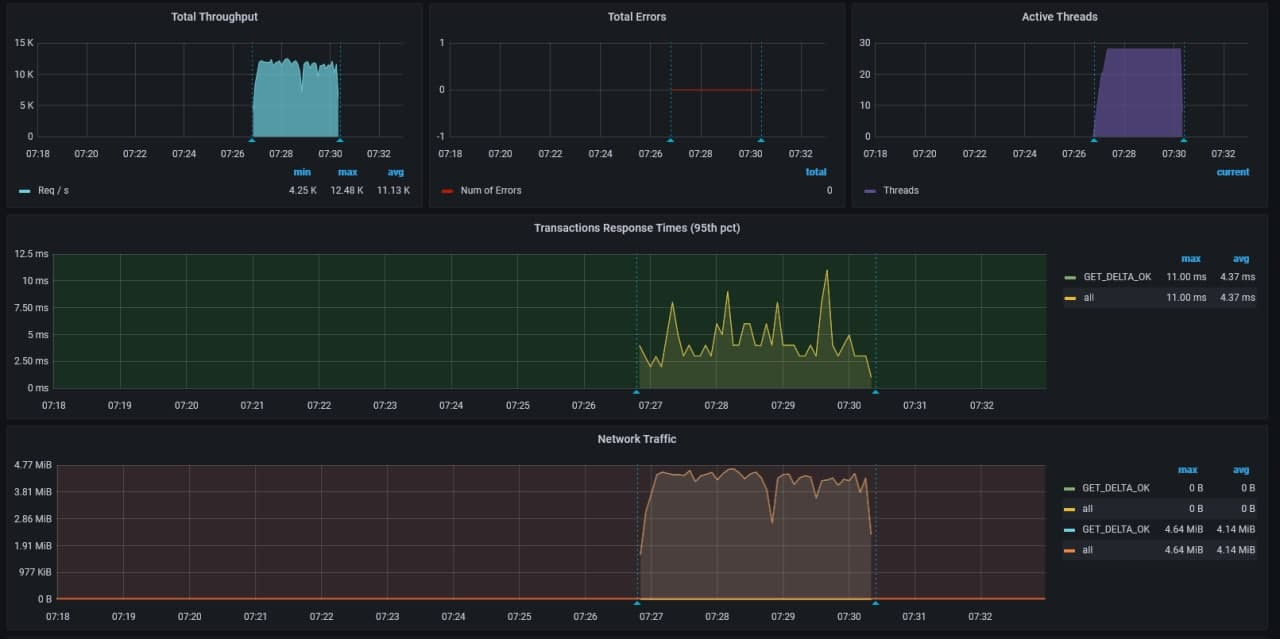 Total Throughput
15 K
10 K
5 K
0
07:18 07:20 07:22 07:24 07:26 07:28 07:30 07:32
min max avg
Req / s 4.25 K 12.48 K 11.13 K
Total Errors
1
0
-1
07:18 07:20 07:22 07:24 07:26 07:28 07:30 07:32
total
Num of Errors 0
Active Threads
30
20
10
0
07:18 07:20 07:22 07:24 07:26 07:28 07:30 07:32
current
Threads
Transactions Response Times (95th pct)
12.5 ms
10 ms
7.50 ms
5 ms
2.50 ms
0 ms
07:18 07:19 07:20 07:21 07:22 07:23 07:24 07:25 07:26 07:27 07:28 07:29 07:30 07:31 07:32
max avg
GET_DELTA_OK 11.00 ms 4.37 ms
all 11.00 ms 4.37 ms
Network Traffic
4.77 MiB
3.81 MiB
2.86 MiB
1.91 MiB
977 KiB
0 B
07:18 07:19 07:20 07:21 07:22 07:23 07:24 07:25 07:26 07:27 07:28 07:29 07:30 07:31 07:32
max avg
GET_DELTA_OK 0 B 0 B
all 0 B 0 B
GET_DELTA_OK 4.64 MiB 4.14 MiB
all 4.64 MiB 4.14 MiB